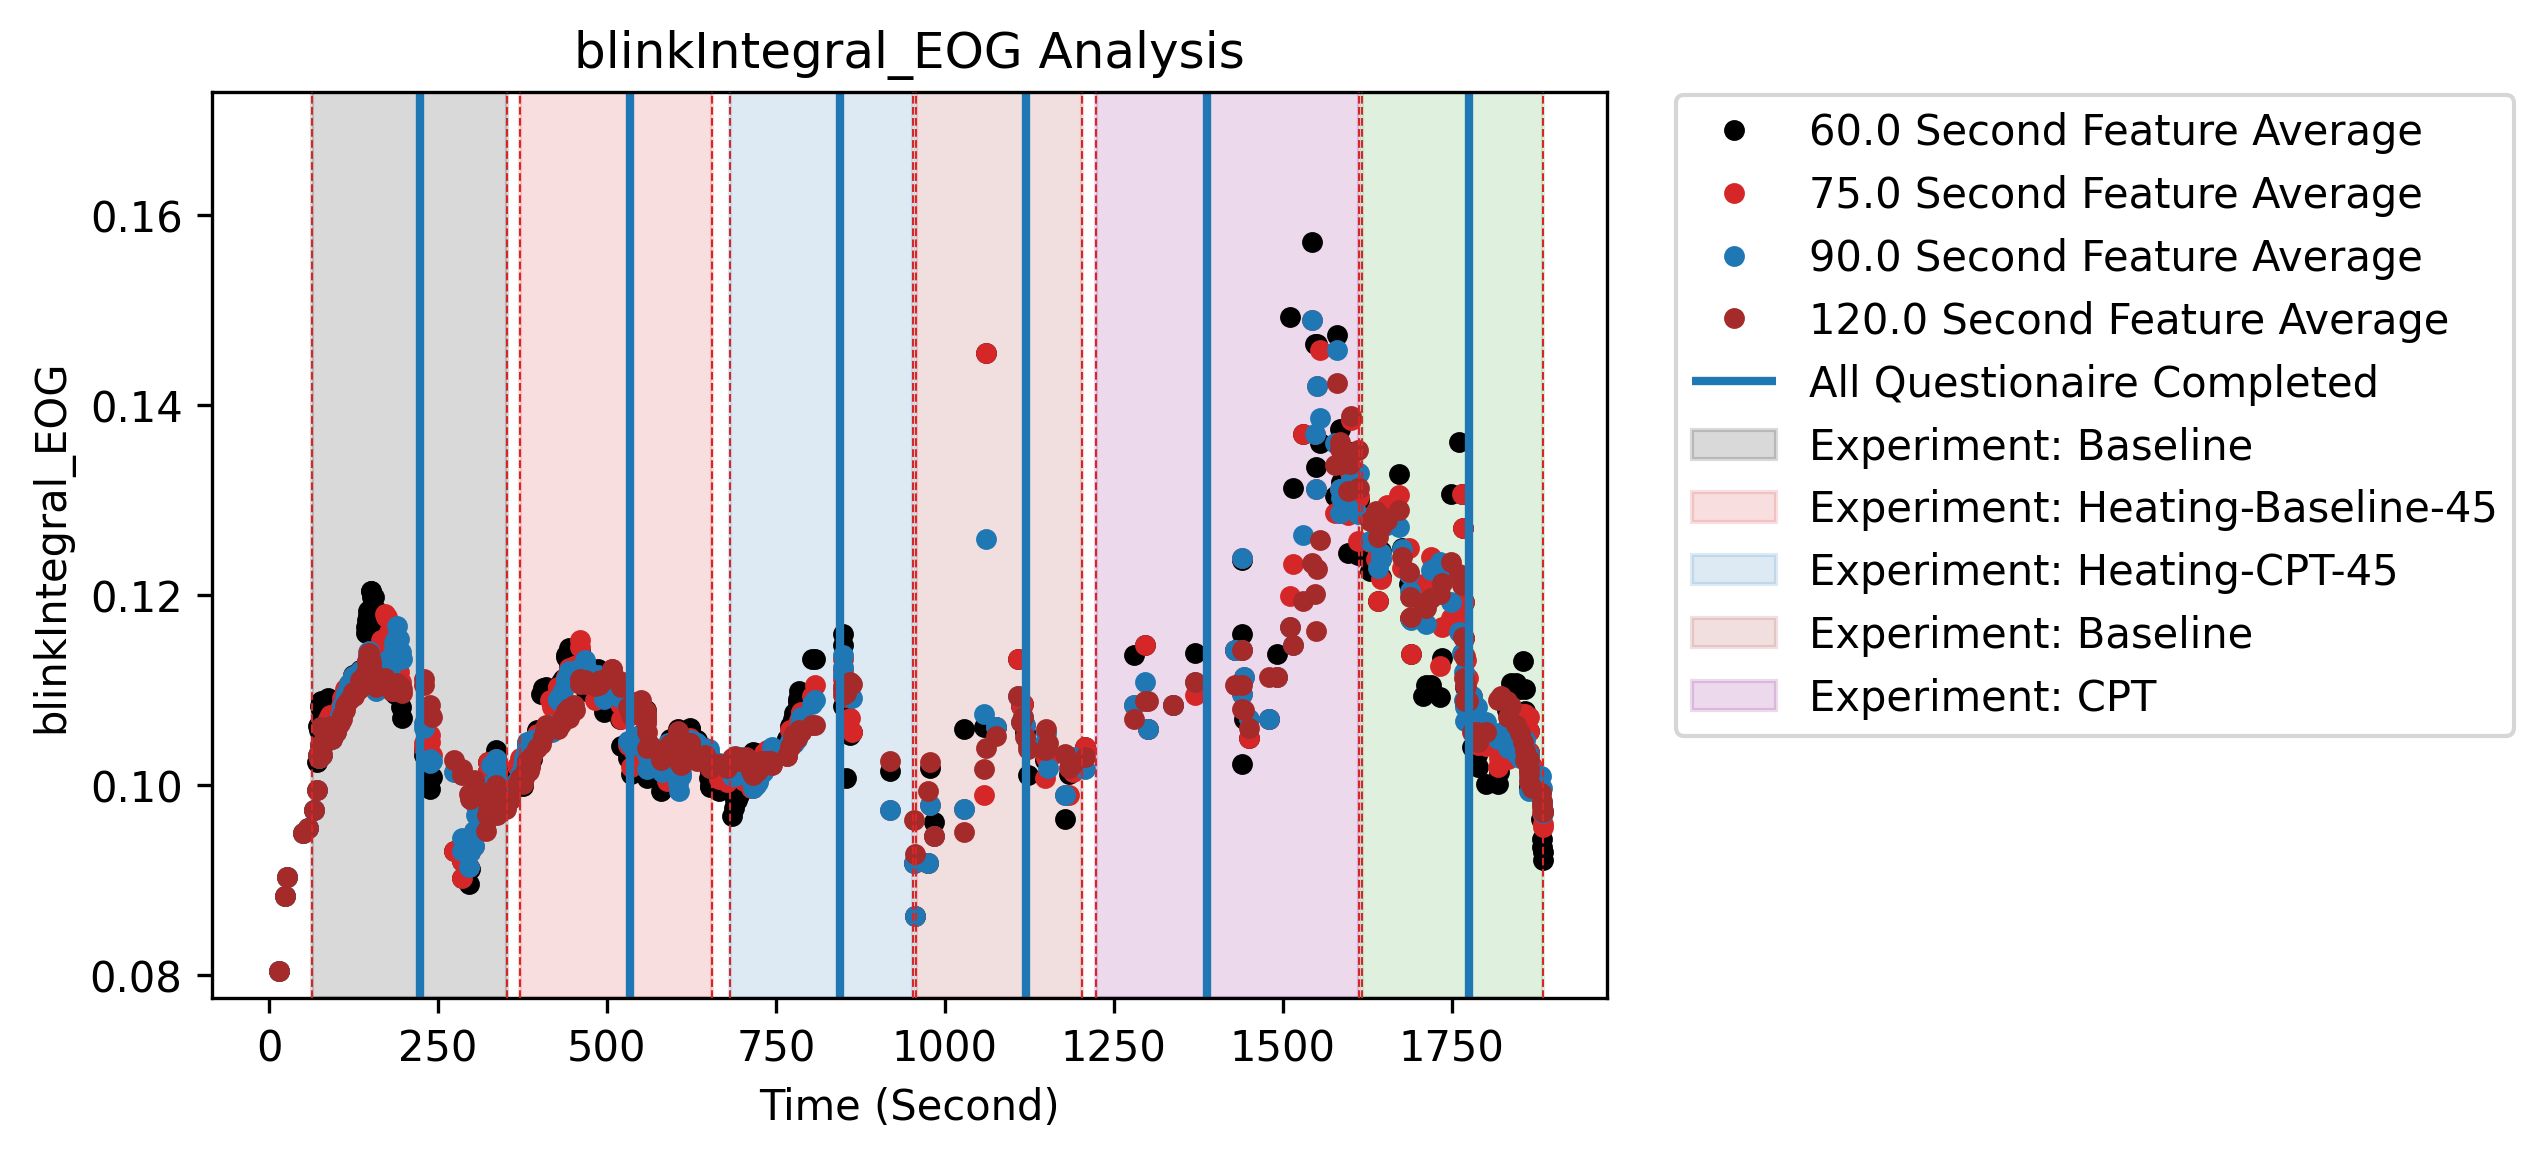 blinkIntegral_EOG Analysis
blinkIntegral_EOG
0.16
0.14
0.12
0.10
0.08
0 250 500 750 1000 1250 1500 1750
Time (Second)
60.0 Second Feature Average
75.0 Second Feature Average
90.0 Second Feature Average
120.0 Second Feature Average
All Questionaire Completed
Experiment: Baseline
Experiment: Heating-Baseline-45
Experiment: Heating-CPT-45
Experiment: Baseline
Experiment: CPT